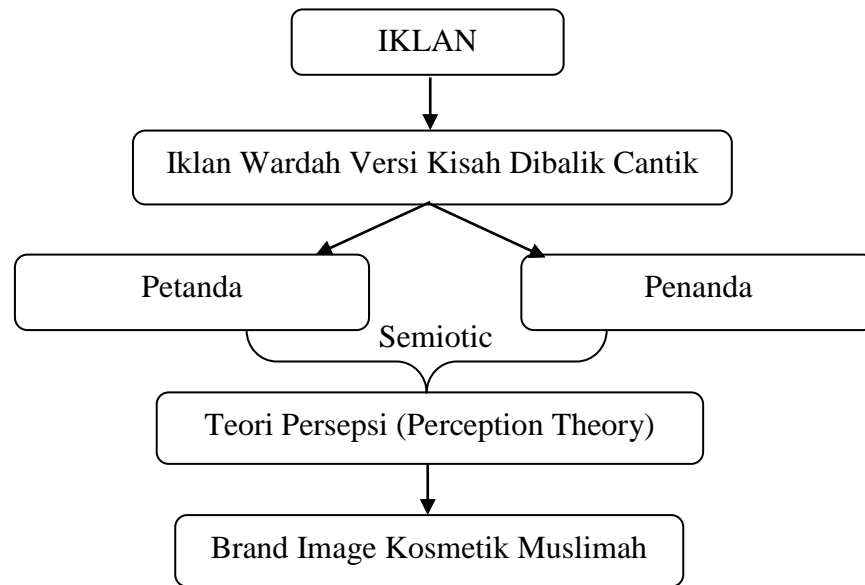 IKLAN
Iklan Wardah Versi Kisah Dibalik Cantik
Petanda
Penanda
Semiotic
Teori Persepsi (Perception Theory)
Brand Image Kosmetik Muslimah